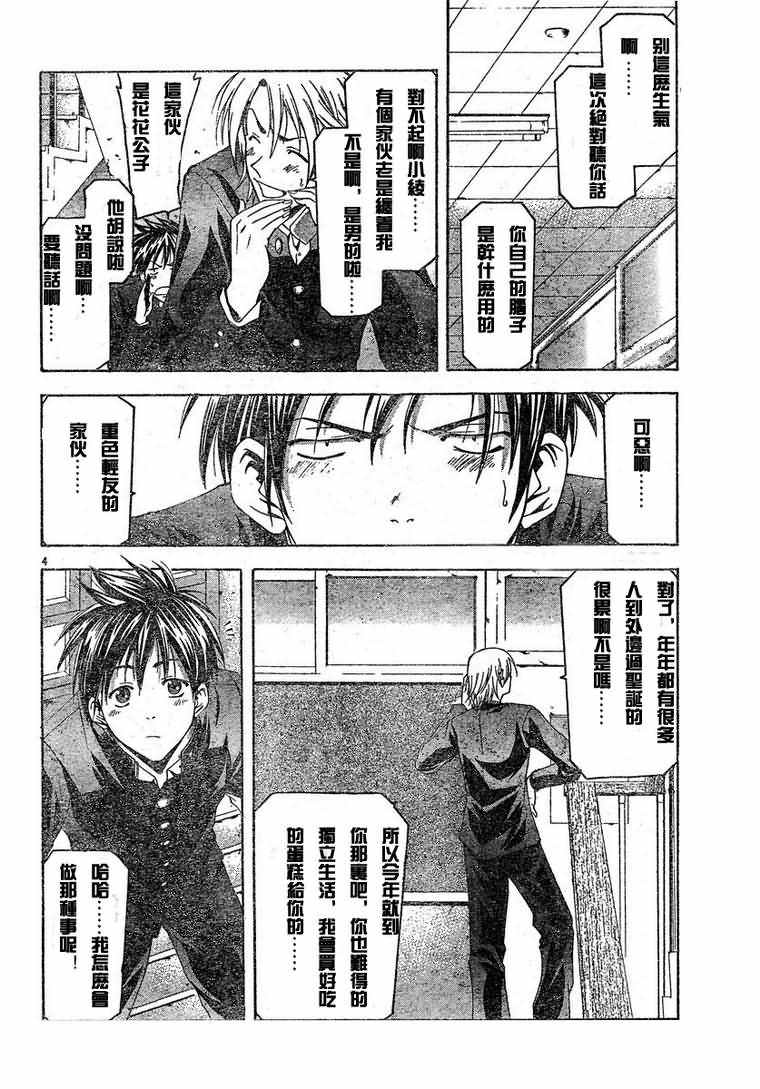 别這麽生氣
啊……
這次絕對聽你話
你自己的腦子
是幹什麽用的
對不起啊小綾
有個家伙老是纏着我
不是啊，是男的啦……
這家伙
是花花公子
他胡說啦
没問題啊……
要聽話啊……
可惡啊……
重色輕友的
家伙……
4
對了，年年都有很多
人到外邊過聖誕的
很累啊不是嗎……
所以今年就到
你那裏吧，你也難得的
獨立生活，我會買好吃
的蛋糕給你的……
哈哈……我怎麽會
做那種事呢！